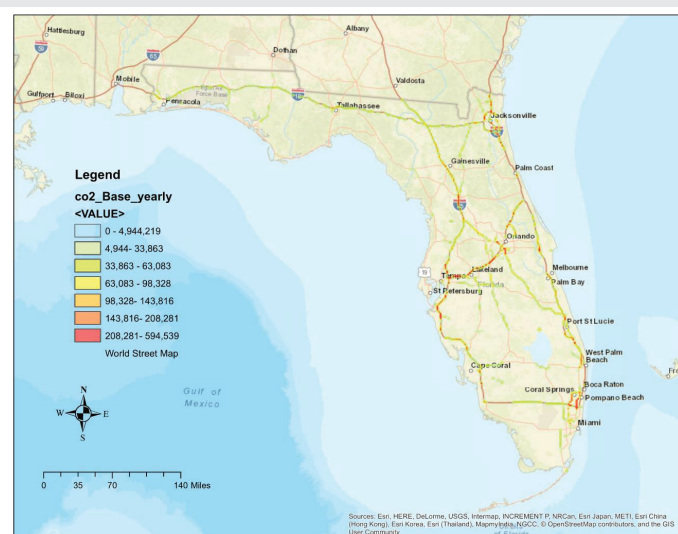 Hattlesburg
Albany
Dothan
Mobile
Valdosta
Gulfport
Biloxi
Pensacola
Force Base
Tallahassee
Jacksonville
Gainesville
Palm Coast
Legend
co2_Base_yearly
<VALUE>
0 - 4,944,219
4,944- 33,863
33,863 - 63,083
63,083 - 98,328
98,328- 143,816
143,816- 208,281
208,281- 594,539
World Street Map
Orlando
19
Tampa
Lakeland
Melbourne
Palm Bay
St Petersburg
Florida
Port St Lucie
West Palm
Beach
Cape Coral
Boca Raton
Coral Springs
Pompano Beach
Miami
Gulf of
Mexico
N
W
E
S
0 35 70 140 Miles
Sources: Esri, HERE, DeLorme, USGS, Intermap, INCREMENT P, NRCan, Esri Japan, METI, Esri China
(Hong Kong), Esri Korea, Esri (Thailand), MapmyIndia, NGCC, © OpenStreetMap contributors, and the GIS
User Community